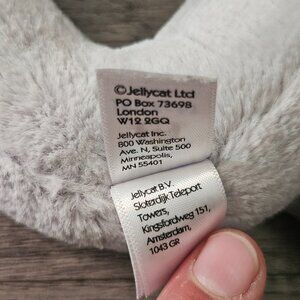 ©Jellycat Ltd
PO Box 73698
London
W12 2GQ
Jellycat Inc.
800 Washington
Ave. N, Suite 500
Minneapolis,
MN 55401
Jellycat B.V.
Sloterdijk Teleport
Towers,
Kingsfordweg 151,
Amsterdam,
1043 GR